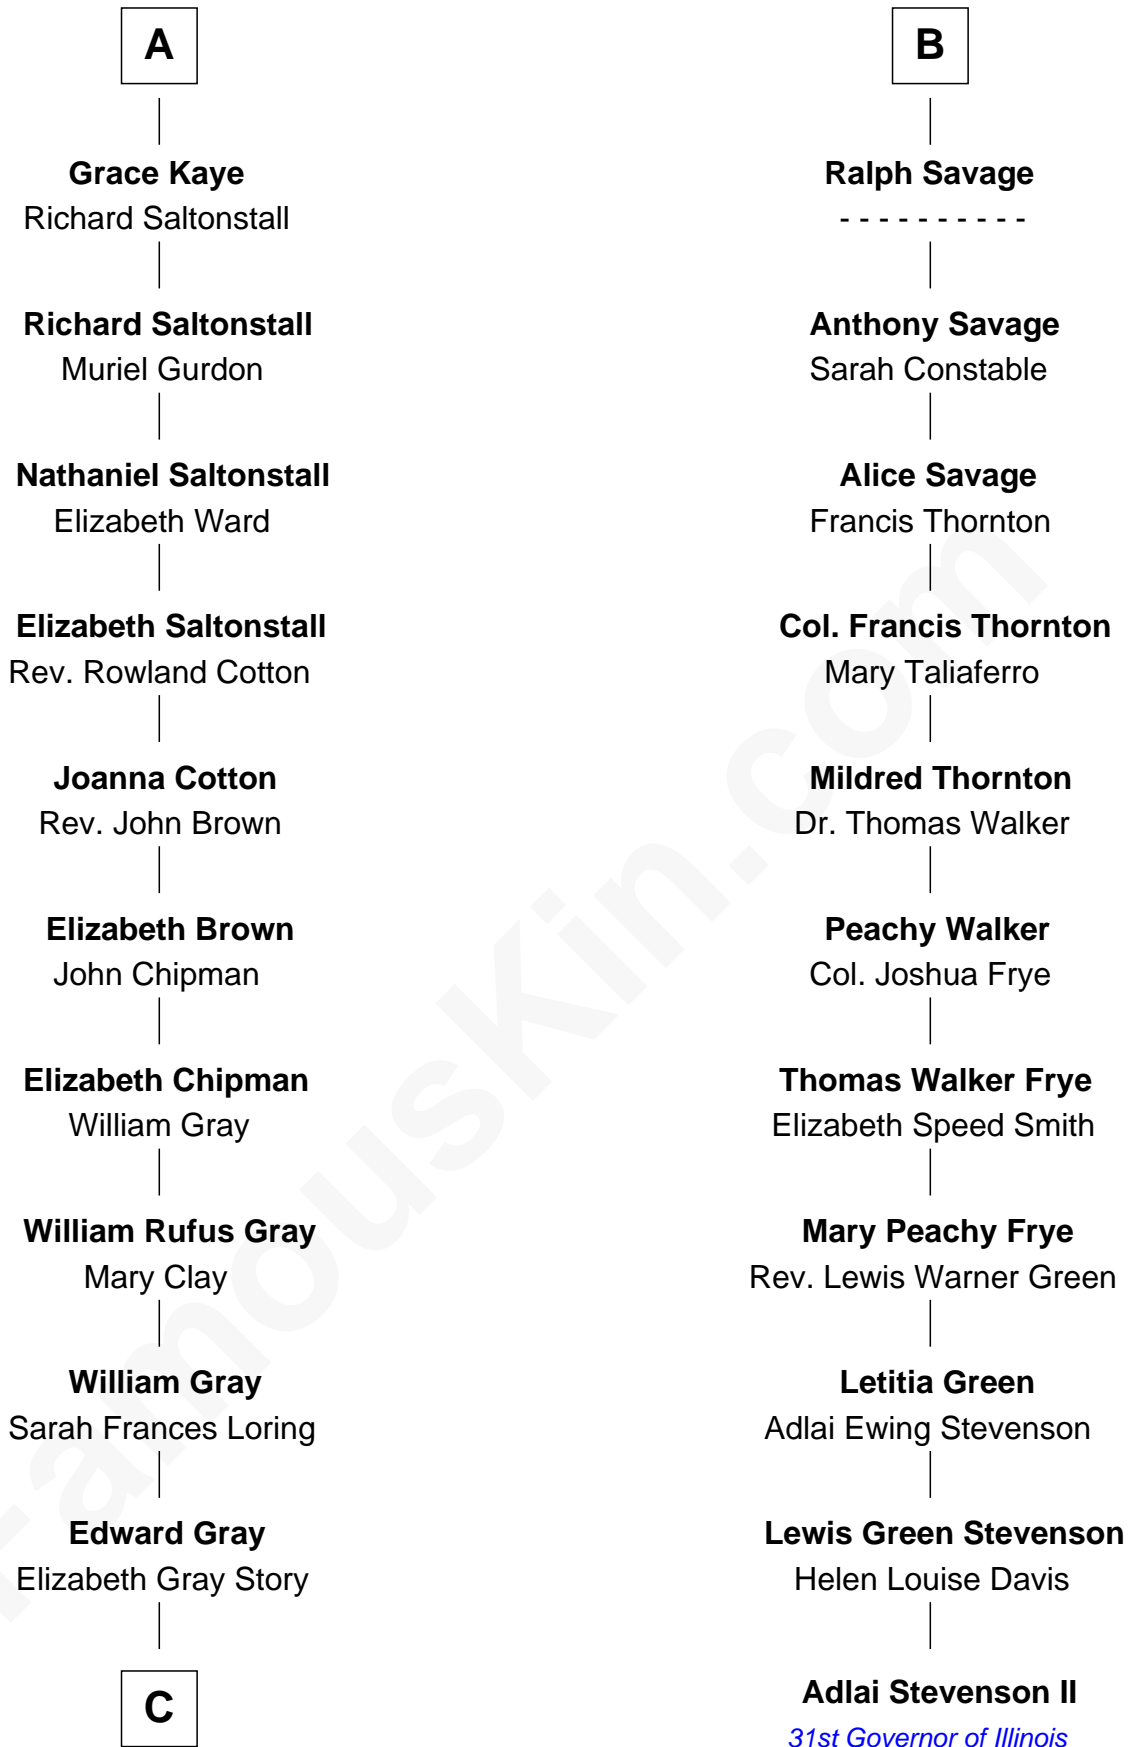 A
Grace Kaye
Richard Saltonstall
Richard Saltonstall
Muriel Gurdon
Nathaniel Saltonstall
Elizabeth Ward
Elizabeth Saltonstall
Rev. Rowland Cotton
Joanna Cotton
Rev. John Brown
Elizabeth Brown
John Chipman
Elizabeth Chipman
William Gray
William Rufus Gray
Mary Clay
William Gray
Sarah Frances Loring
Edward Gray
Elizabeth Gray Story
C
B
Ralph Savage
- - - - - - - - - -
Anthony Savage
Sarah Constable
Alice Savage
Francis Thornton
Col. Francis Thornton
Mary Taliaferro
Mildred Thornton
Dr. Thomas Walker
Peachy Walker
Col. Joshua Frye
Thomas Walker Frye
Elizabeth Speed Smith
Mary Peachy Frye
Rev. Lewis Warner Green
Letitia Green
Adlai Ewing Stevenson
Lewis Green Stevenson
Helen Louise Davis
Adlai Stevenson II
31st Governor of Illinois
FamousKin.com